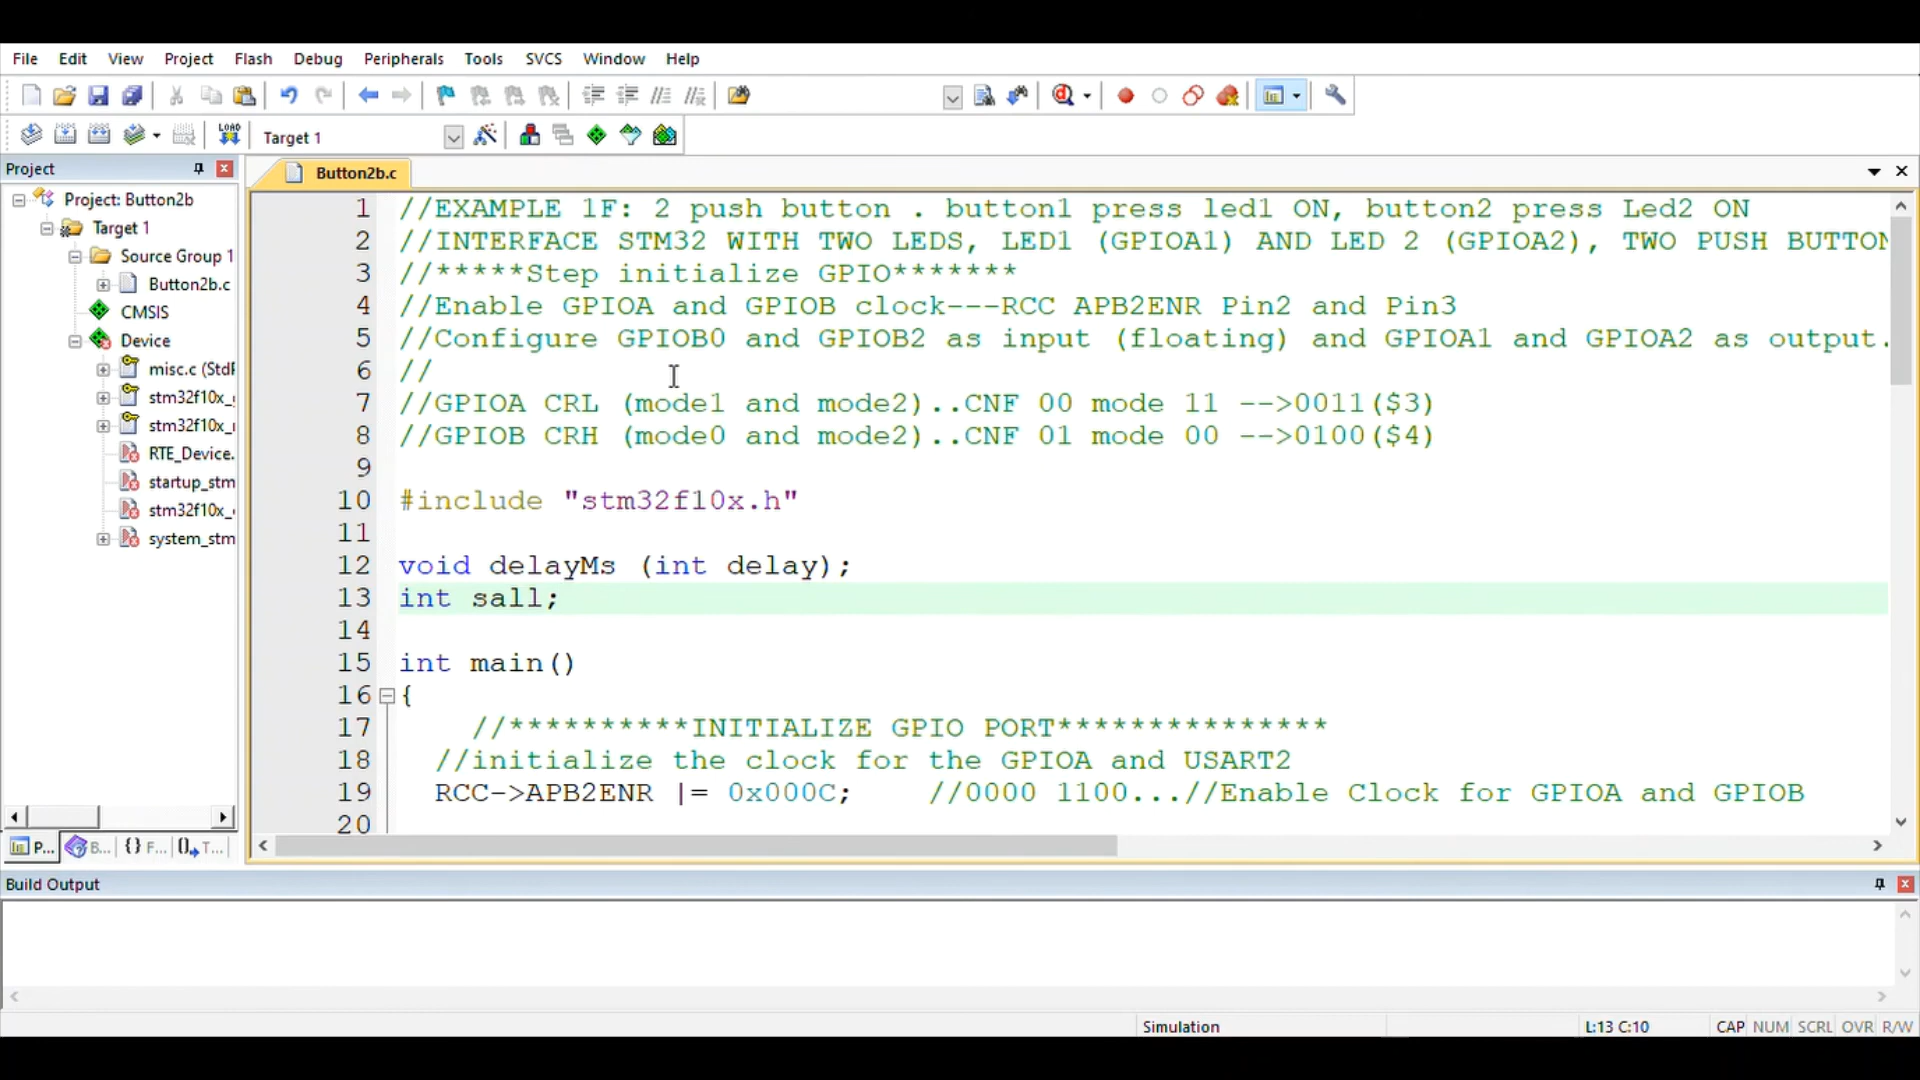 File Edit View Project Flash Debug Peripherals Tools SVCS Window Help
LOAD Target 1
Project
Button2b.c
Project: Button2b
Target 1
Source Group 1
Button2b.c
CMSIS
Device
misc.c (Stdf
stm32f10x_
stm32f10x_
RTE_Device.
startup_stm
stm32f10x_
system_stm
P... B... {} F... T...
1 //EXAMPLE 1F: 2 push button . button1 press led1 ON, button2 press Led2 ON
2 //INTERFACE STM32 WITH TWO LEDS, LED1 (GPIOA1) AND LED 2 (GPIOA2), TWO PUSH BUTTON
3 //*****Step initialize GPIO*******
4 //Enable GPIOA and GPIOB clock---RCC APB2ENR Pin2 and Pin3
5 //Configure GPIOB0 and GPIOB2 as input (floating) and GPIOA1 and GPIOA2 as output.
6 //
7 //GPIOA CRL (mode1 and mode2)..CNF 00 mode 11 -->0011($3)
8 //GPIOB CRH (mode0 and mode2)..CNF 01 mode 00 -->0100($4)
9
10 #include "stm32f10x.h"
11
12 void delayMs (int delay);
13 int sall;
14
15 int main()
16 {
17 //**********INITIALIZE GPIO PORT***************
18 //initialize the clock for the GPIOA and USART2
19 RCC->APB2ENR |= 0x000C; //0000 1100...//Enable Clock for GPIOA and GPIOB
20
Build Output
Simulation L:13 C:10 CAP NUM SCRL OVR R/W